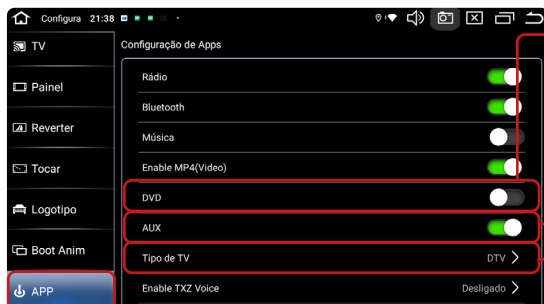 Configura 21:38
TV
Configuração de Apps
Painel
Reverter
Tocar
Logotipo
Boot Anim
APP
Rádio
Bluetooth
Música
Enable MP4(Video)
DVD
AUX
Tipo de TV DTV
Enable TXZ Voice Desligado